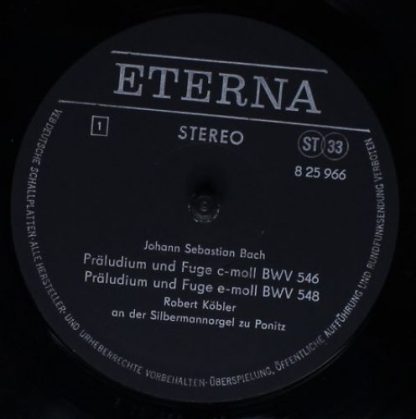 ETERNA
1
STEREO
ST 33
8 25 966
Johann Sebastian Bach
Präludium und Fuge c-moll BWV 546
Präludium und Fuge e-moll BWV 548
Robert Köbler
an der Silbermannorgel zu Ponitz
VEB DEUTSCHE SCHALLPLATTEN · ALLE HERSTELLER- UND URHEBERRECHTE VORBEHALTEN · ÜBERSPIELUNG, ÖFFENTLICHE AUFFÜHRUNG UND RUNDFUNKSENDUNG VERBOTEN